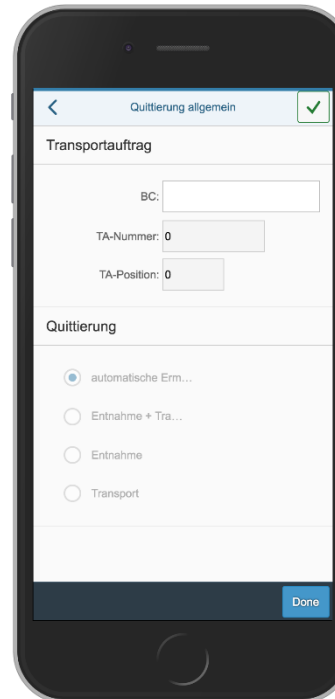 Quittierung allgemein
Transportauftrag
BC:
TA-Nummer: 0
TA-Position: 0
Quittierung
automatische Erm...
Entnahme + Tra...
Entnahme
Transport
Done